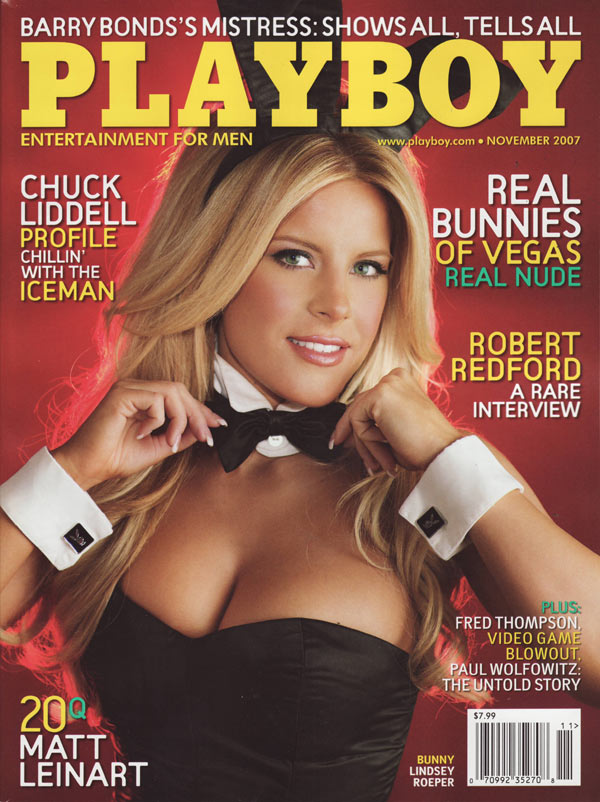 BARRY BONDS'S MISTRESS: SHOWS ALL, TELLS ALL
PLAYBOY
ENTERTAINMENT FOR MEN
www.playboy.com • NOVEMBER 2007
CHUCK
LIDDELL
PROFILE
CHILLIN'
WITH THE
ICEMAN
REAL
BUNNIES
OF VEGAS
REAL NUDE
ROBERT
REDFORD
A RARE
INTERVIEW
PLUS:
FRED THOMPSON,
VIDEO GAME
BLOWOUT,
PAUL WOLFOWITZ:
THE UNTOLD STORY
20Q
MATT
LEINART
BUNNY
LINDSEY
ROEPER
$7.99
11>
0 70992 35270 8